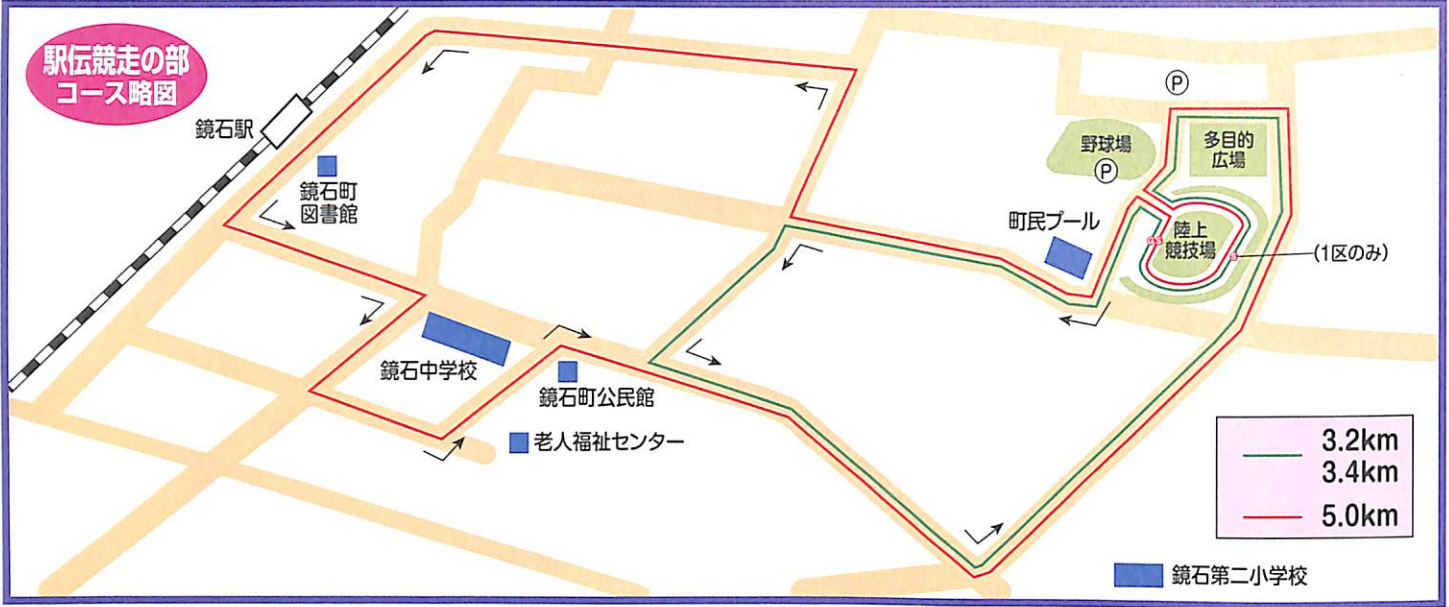 駅伝競走の部
コース略図
鏡石駅
鏡石町
図書館
野球場
P
P
多目的
広場
町民プール
陸上
競技場
(1区のみ)
鏡石中学校
鏡石町公民館
老人福祉センター
3.2km
3.4km
5.0km
鏡石第二小学校